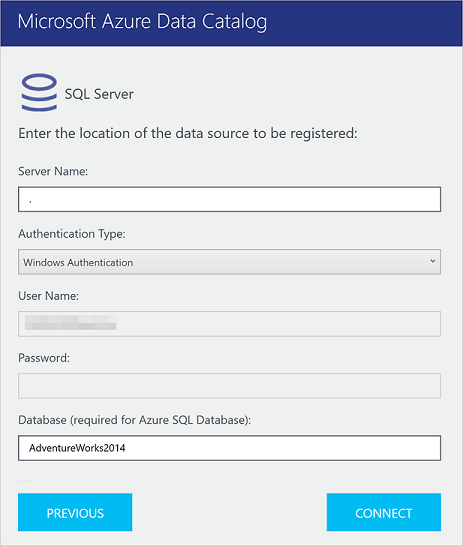 Microsoft Azure Data Catalog
SQL Server
Enter the location of the data source to be registered:
Server Name:
.
Authentication Type:
Windows Authentication
User Name:
Password:
Database (required for Azure SQL Database):
AdventureWorks2014
PREVIOUS
CONNECT